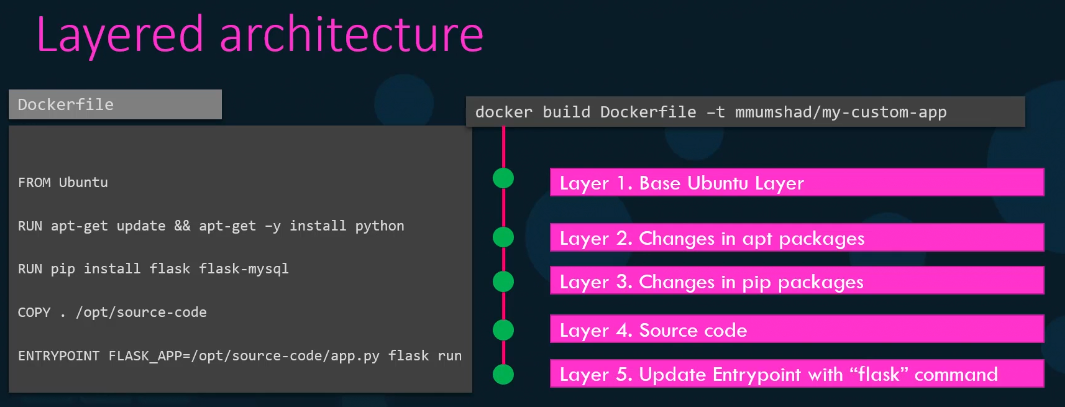 Layered architecture
Dockerfile
docker build Dockerfile –t mmumshad/my-custom-app
FROM Ubuntu
Layer 1. Base Ubuntu Layer
RUN apt-get update && apt-get –y install python
Layer 2. Changes in apt packages
RUN pip install flask flask-mysql
Layer 3. Changes in pip packages
COPY . /opt/source-code
Layer 4. Source code
ENTRYPOINT FLASK_APP=/opt/source-code/app.py flask run
Layer 5. Update Entrypoint with “flask” command